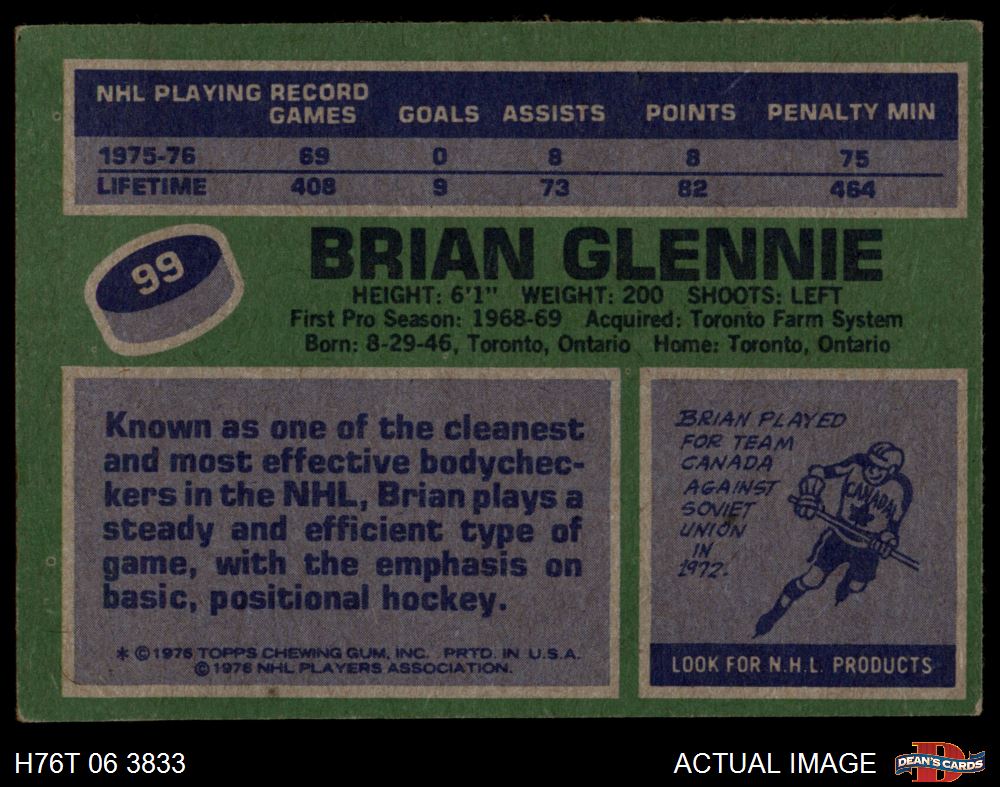 NHL PLAYING RECORD
GAMES GOALS ASSISTS POINTS PENALTY MIN
1975-76 69 0 8 8 75
LIFETIME 408 9 73 82 464
99
BRIAN GLENNIE
HEIGHT: 6'1" WEIGHT: 200 SHOOTS: LEFT
First Pro Season: 1968-69 Acquired: Toronto Farm System
Born: 8-29-46, Toronto, Ontario Home: Toronto, Ontario
Known as one of the cleanest
and most effective bodychec-
kers in the NHL, Brian plays a
steady and efficient type of
game, with the emphasis on
basic, positional hockey.
* © 1976 TOPPS CHEWING GUM, INC. PRTD. IN U.S.A.
© 1976 NHL PLAYERS ASSOCIATION.
BRIAN PLAYED
FOR TEAM
CANADA
AGAINST
SOVIET
UNION
IN
1972.
CANADA
LOOK FOR N.H.L. PRODUCTS
H76T 06 3833
ACTUAL IMAGE
D
DEAN'S CARDS